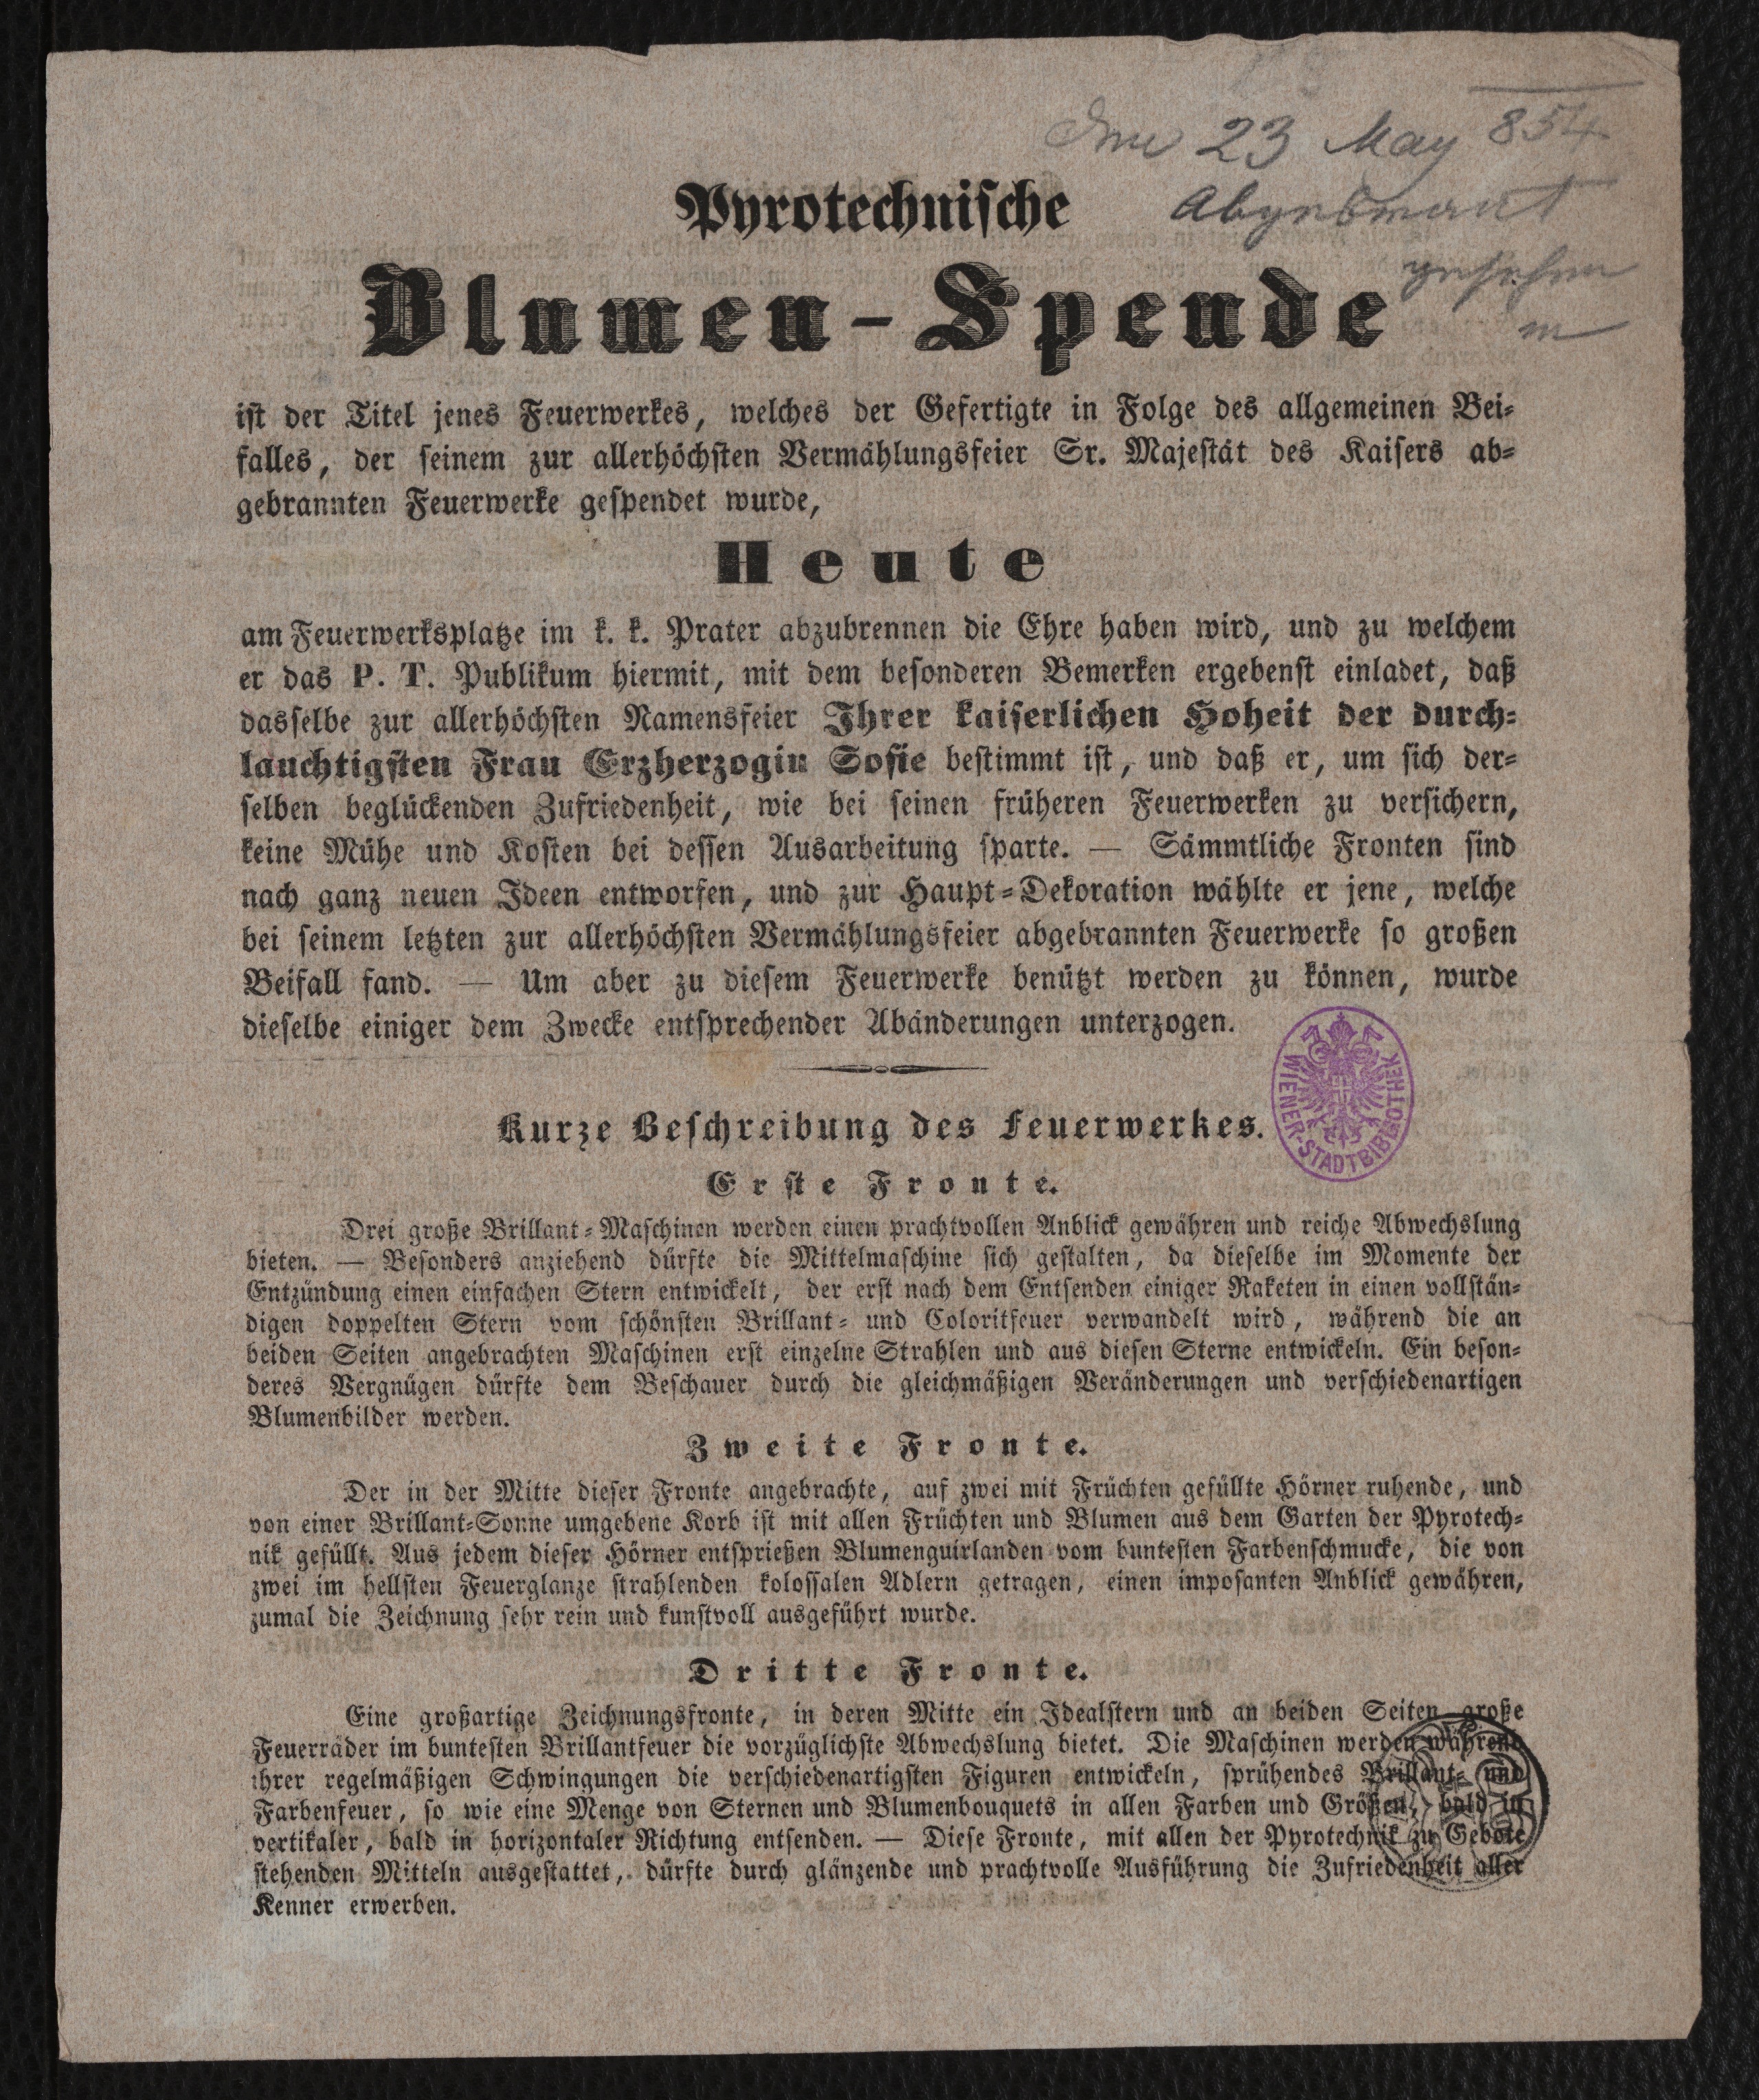 Den 23 May 854
Abgebrannt
gesehen
Pyrotechnische
Blumen-Spende
ist der Titel jenes Feuerwerkes, welches der Gefertigte in Folge des allgemeinen Bei-
falles, der seinem zur allerhöchsten Vermählungsfeier Sr. Majestät des Kaisers ab-
gebrannten Feuerwerke gespendet wurde,
Heute
am Feuerwerksplatze im k. k. Prater abzubrennen die Ehre haben wird, und zu welchem
er das P. T. Publikum hiermit, mit dem besonderen Bemerken ergebenst einladet, daß
dasselbe zur allerhöchsten Namensfeier Ihrer kaiserlichen Hoheit der durch-
lauchtigsten Frau Erzherzogin Sofie bestimmt ist, und daß er, um sich der-
selben beglückenden Zufriedenheit, wie bei seinen früheren Feuerwerken zu versichern,
keine Mühe und Kosten bei dessen Ausarbeitung sparte. — Sämmtliche Fronten sind
nach ganz neuen Ideen entworfen, und zur Haupt-Dekoration wählte er jene, welche
bei seinem letzten zur allerhöchsten Vermählungsfeier abgebrannten Feuerwerke so großen
Beifall fand. — Um aber zu diesem Feuerwerke benützt werden zu können, wurde
dieselbe einiger dem Zwecke entsprechender Abänderungen unterzogen.
WIENER-STADTBIBLIOTHEK
Kurze Beschreibung des Feuerwerkes.
Erste Fronte.
Drei große Brillant-Maschinen werden einen prachtvollen Anblick gewähren und reiche Abwechslung
bieten. — Besonders anziehend dürfte die Mittelmaschine sich gestalten, da dieselbe im Momente der
Entzündung einen einfachen Stern entwickelt, der erst nach dem Entsenden einiger Raketen in einen vollstän-
digen doppelten Stern vom schönsten Brillant- und Coloritfeuer verwandelt wird, während die an
beiden Seiten angebrachten Maschinen erst einzelne Strahlen und aus diesen Sterne entwickeln. Ein beson-
deres Vergnügen dürfte dem Beschauer durch die gleichmäßigen Veränderungen und verschiedenartigen
Blumenbilder werden.
Zweite Fronte.
Der in der Mitte dieser Fronte angebrachte, auf zwei mit Früchten gefüllte Hörner ruhende, und
von einer Brillant-Sonne umgebene Korb ist mit allen Früchten und Blumen aus dem Garten der Pyrotech-
nik gefüllt. Aus jedem dieser Hörner entsprießen Blumenguirlanden vom buntesten Farbenschmucke, die von
zwei im hellsten Feuerglanze strahlenden kolossalen Adlern getragen, einen imposanten Anblick gewähren,
zumal die Zeichnung sehr rein und kunstvoll ausgeführt wurde.
Dritte Fronte.
Eine großartige Zeichnungsfronte, in deren Mitte ein Idealstern und an beiden Seiten große
Feuerräder im buntesten Brillantfeuer die vorzüglichste Abwechslung bietet. Die Maschinen werden während
ihrer regelmäßigen Schwingungen die verschiedenartigsten Figuren entwickeln, sprühendes Brillant- und
Farbenfeuer, so wie eine Menge von Sternen und Blumenbouquets in allen Farben und Größen, bald in
vertikaler, bald in horizontaler Richtung entsenden. — Diese Fronte, mit allen der Pyrotechnik zu Gebote
stehenden Mitteln ausgestattet, dürfte durch glänzende und prachtvolle Ausführung die Zufriedenheit aller
Kenner erwerben.